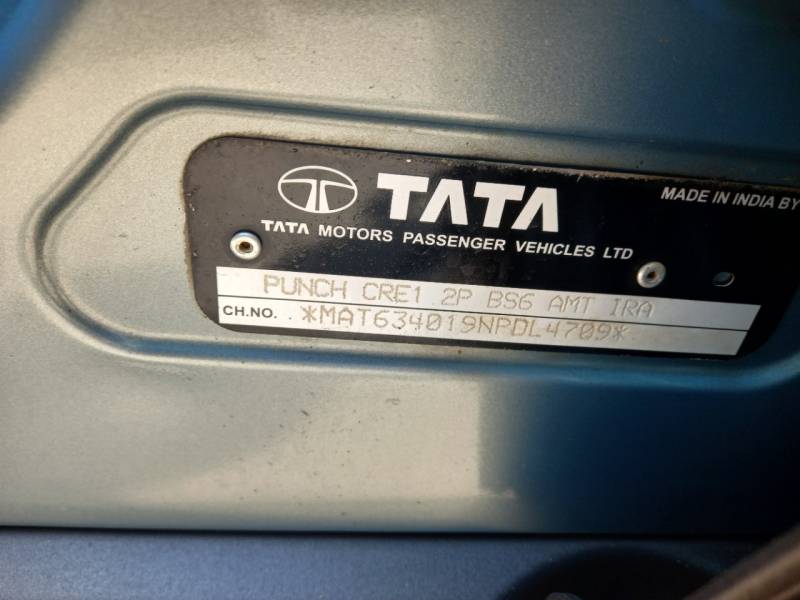 TATA
MADE IN INDIA BY
TATA MOTORS PASSENGER VEHICLES LTD
PUNCH CRE1 2P BS6 AMT IRA
CH.NO. . *MAT634019NPDL4709*